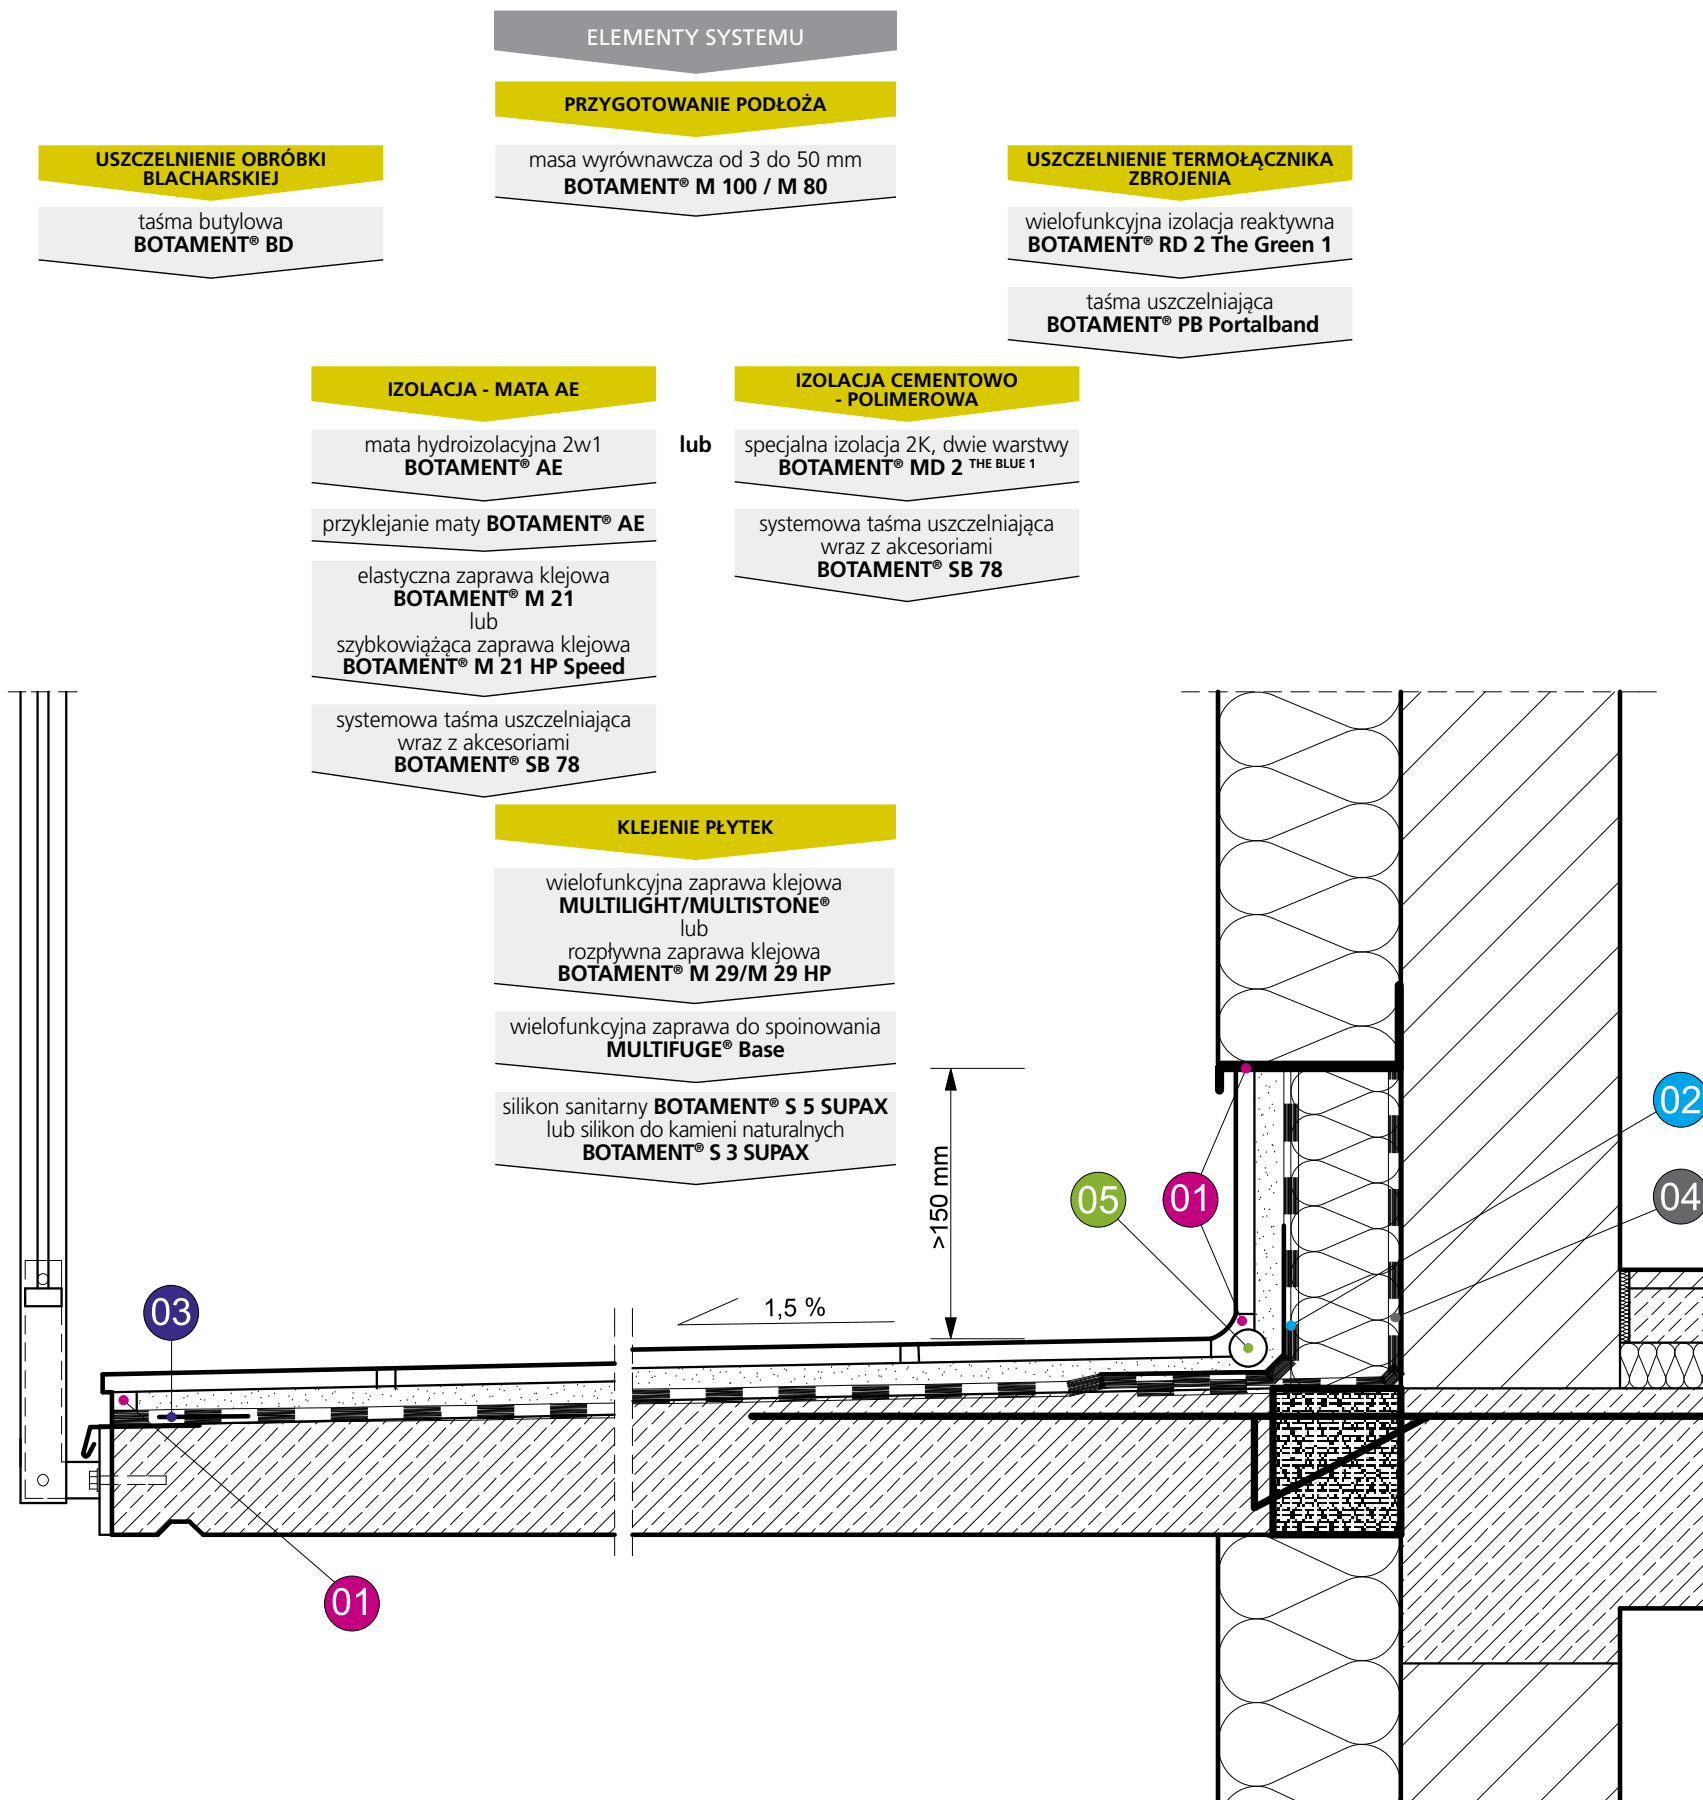 ELEMENTY SYSTEMU
PRZYGOTOWANIE PODŁOŻA
masa wyrównawcza od 3 do 50 mm
BOTAMENT® M 100 / M 80
USZCZELNIENIE OBRÓBKI
BLACHARSKIEJ
taśma butylowa
BOTAMENT® BD
USZCZELNIENIE TERMOŁĄCZNIKA
ZBROJENIA
wielofunkcyjna izolacja reaktywna
BOTAMENT® RD 2 The Green 1
taśma uszczelniająca
BOTAMENT® PB Portalband
IZOLACJA - MATA AE
mata hydroizolacyjna 2w1
BOTAMENT® AE
przyklejanie maty BOTAMENT® AE
elastyczna zaprawa klejowa
BOTAMENT® M 21
lub
szybkowiążąca zaprawa klejowa
BOTAMENT® M 21 HP Speed
systemowa taśma uszczelniająca
wraz z akcesoriami
BOTAMENT® SB 78
lub
IZOLACJA CEMENTOWO
- POLIMEROWA
specjalna izolacja 2K, dwie warstwy
BOTAMENT® MD 2 THE BLUE 1
systemowa taśma uszczelniająca
wraz z akcesoriami
BOTAMENT® SB 78
KLEJENIE PŁYTEK
wielofunkcyjna zaprawa klejowa
MULTILIGHT/MULTISTONE®
lub
rozpływna zaprawa klejowa
BOTAMENT® M 29/M 29 HP
wielofunkcyjna zaprawa do spoinowania
MULTIFUGE® Base
silikon sanitarny BOTAMENT® S 5 SUPAX
lub silikon do kamieni naturalnych
BOTAMENT® S 3 SUPAX
>150 mm
02
05
01
04
1,5 %
03
01